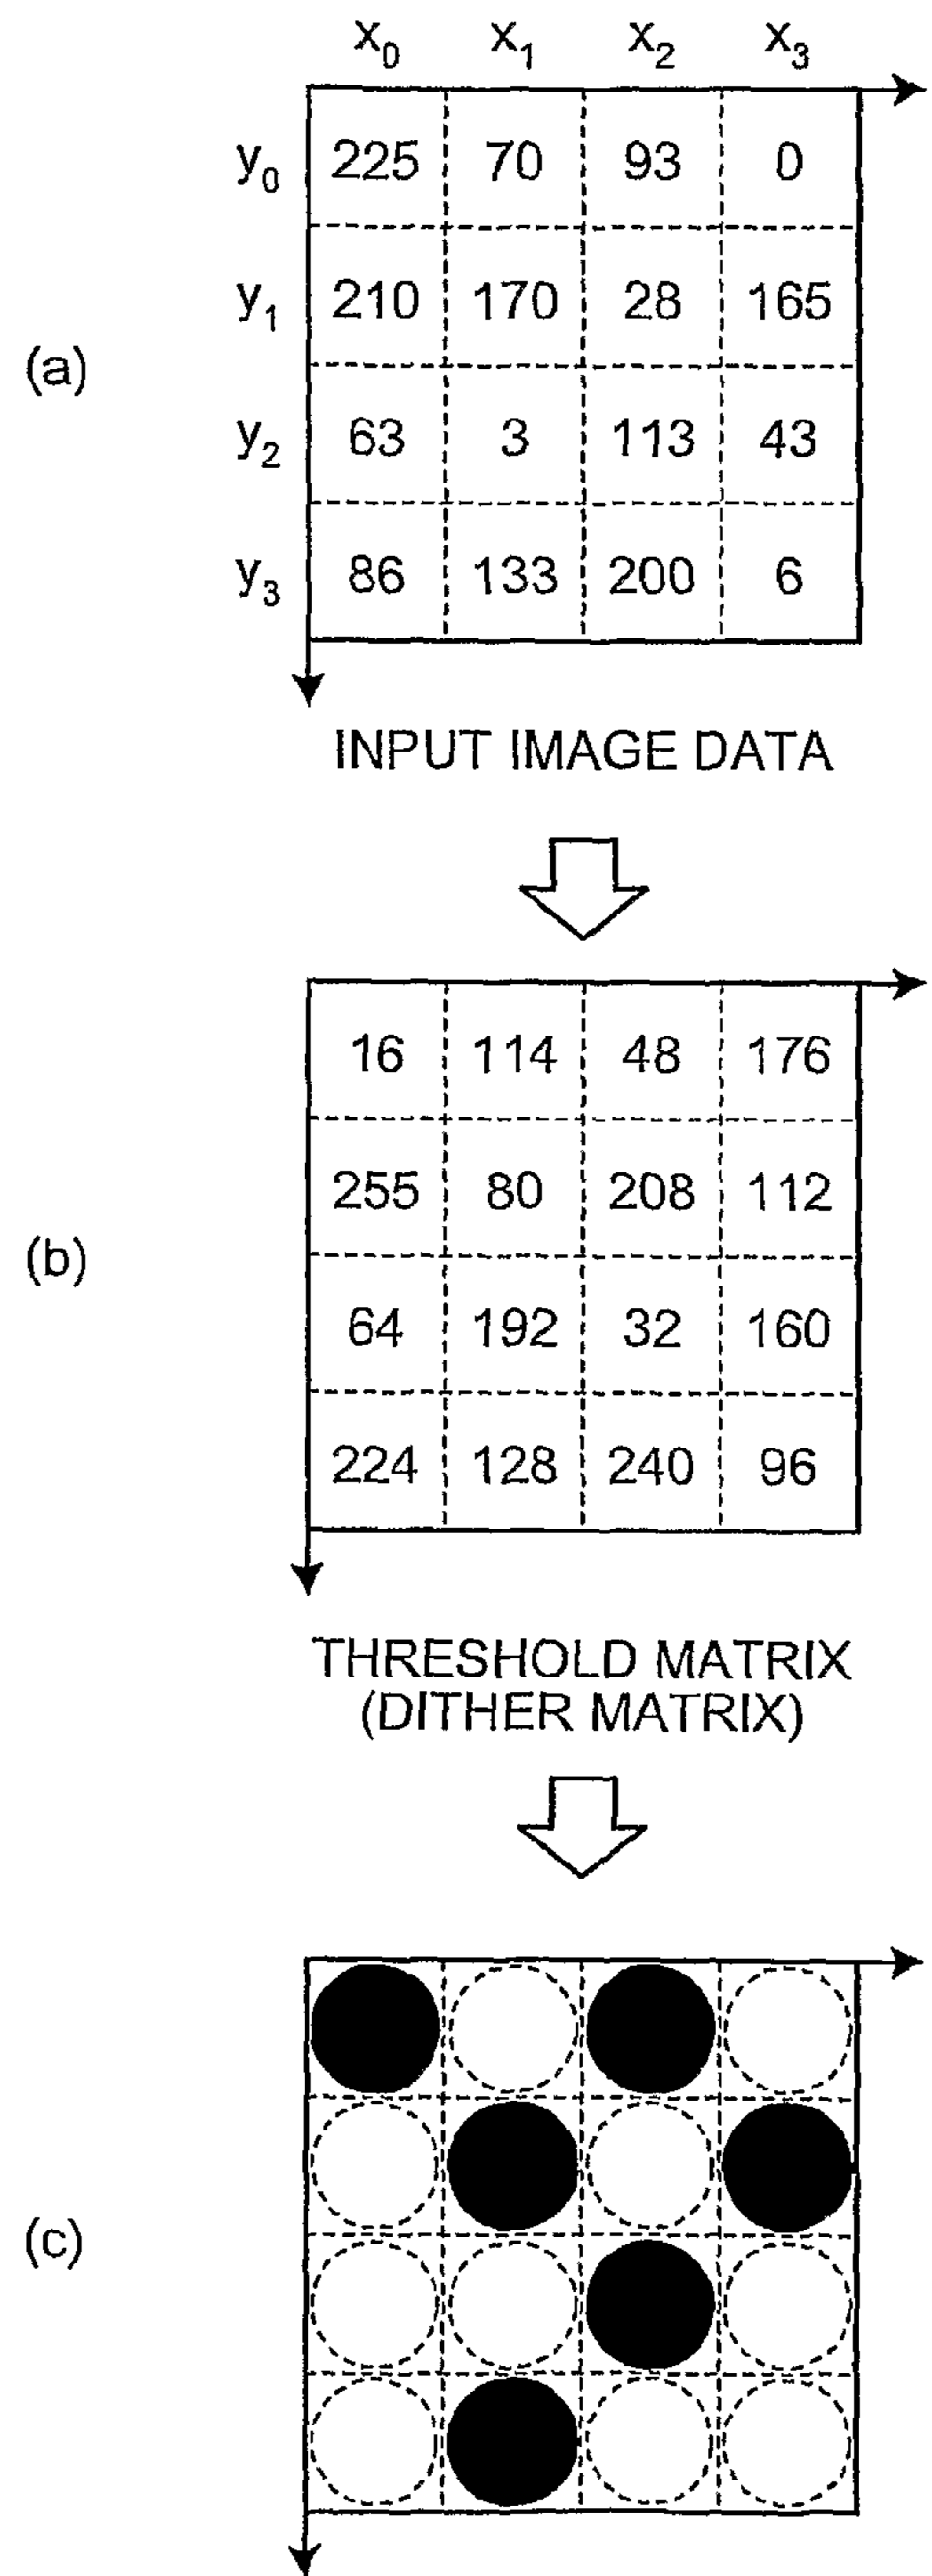 x0 x1 x2 x3
y0 225 70 93 0
y1 210 170 28 165
(a)
y2 63 3 113 43
y3 86 133 200 6
INPUT IMAGE DATA
16 114 48 176
255 80 208 112
(b)
64 192 32 160
224 128 240 96
THRESHOLD MATRIX
(DITHER MATRIX)
(c)